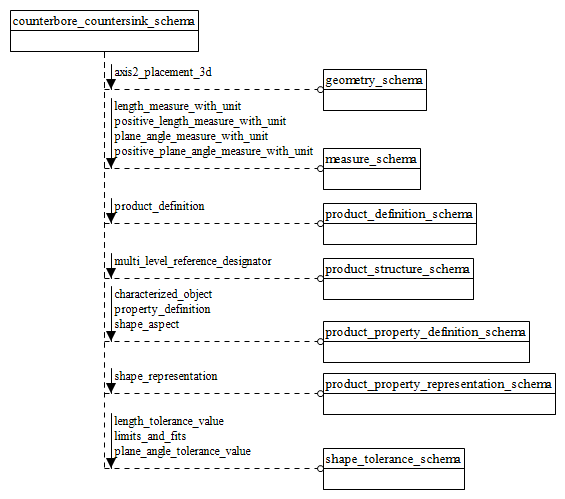 counterbore_countersink_schema
axis2_placement_3d
geometry_schema
length_measure_with_unit
positive_length_measure_with_unit
plane_angle_measure_with_unit
positive_plane_angle_measure_with_unit
measure_schema
product_definition
product_definition_schema
multi_level_reference_designator
product_structure_schema
characterized_object
property_definition
shape_aspect
product_property_definition_schema
shape_representation
product_property_representation_schema
length_tolerance_value
limits_and_fits
plane_angle_tolerance_value
shape_tolerance_schema